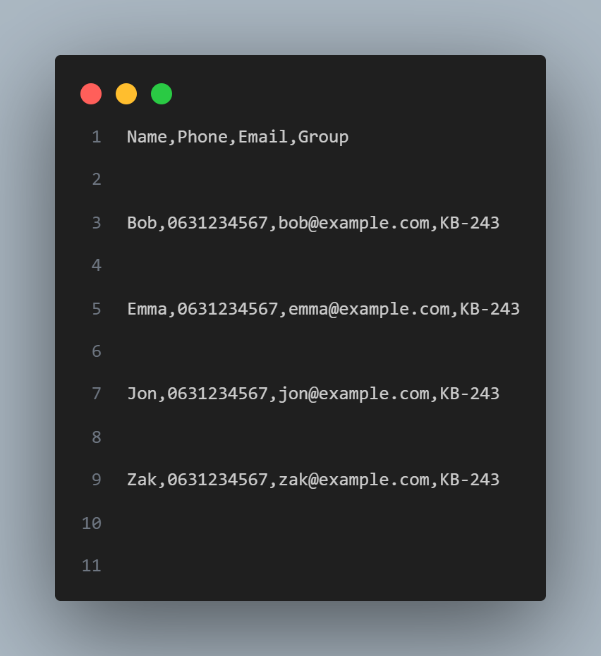 1 Name,Phone,Email,Group
2
3 Bob,0631234567,bob@example.com,KB-243
4
5 Emma,0631234567,emma@example.com,KB-243
6
7 Jon,0631234567,jon@example.com,KB-243
8
9 Zak,0631234567,zak@example.com,KB-243
10
11